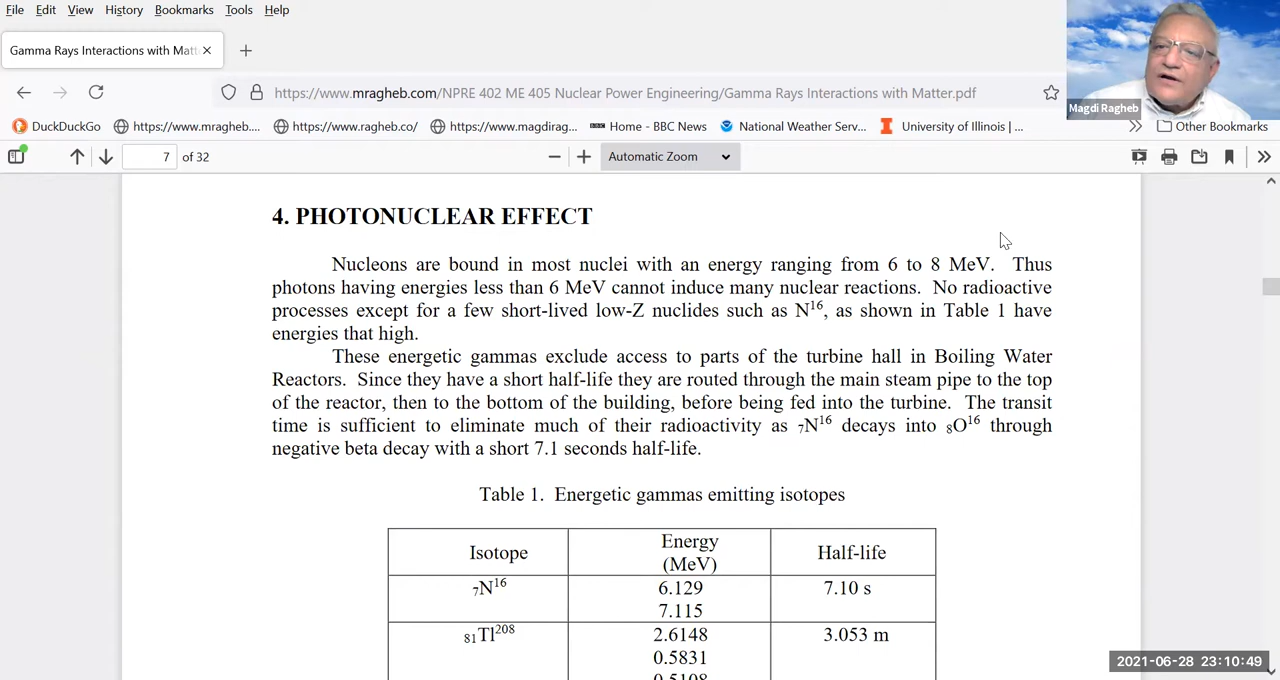 File Edit View History Bookmarks Tools Help
Gamma Rays Interactions with Matt
https://www.mragheb.com/NPRE 402 ME 405 Nuclear Power Engineering/Gamma Rays Interactions with Matter.pdf
Magdi Ragheb
DuckDuckGo https://www.mragheb.... https://www.ragheb.co/ https://www.magdirag... BBC Home - BBC News National Weather Serv... I University of Illinois |... Other Bookmarks
7 of 32 Automatic Zoom
4. PHOTONUCLEAR EFFECT
Nucleons are bound in most nuclei with an energy ranging from 6 to 8 MeV. Thus
photons having energies less than 6 MeV cannot induce many nuclear reactions. No radioactive
processes except for a few short-lived low-Z nuclides such as N¹⁶, as shown in Table 1 have
energies that high.
These energetic gammas exclude access to parts of the turbine hall in Boiling Water
Reactors. Since they have a short half-life they are routed through the main steam pipe to the top
of the reactor, then to the bottom of the building, before being fed into the turbine. The transit
time is sufficient to eliminate much of their radioactivity as ₇N¹⁶ decays into ₈O¹⁶ through
negative beta decay with a short 7.1 seconds half-life.
Table 1. Energetic gammas emitting isotopes
Isotope Energy Half-life
(MeV)
₇N¹⁶ 6.129 7.10 s
7.115
₈₁Tl²⁰⁸ 2.6148 3.053 m
0.5831
0.5108
2021-06-28 23:10:49